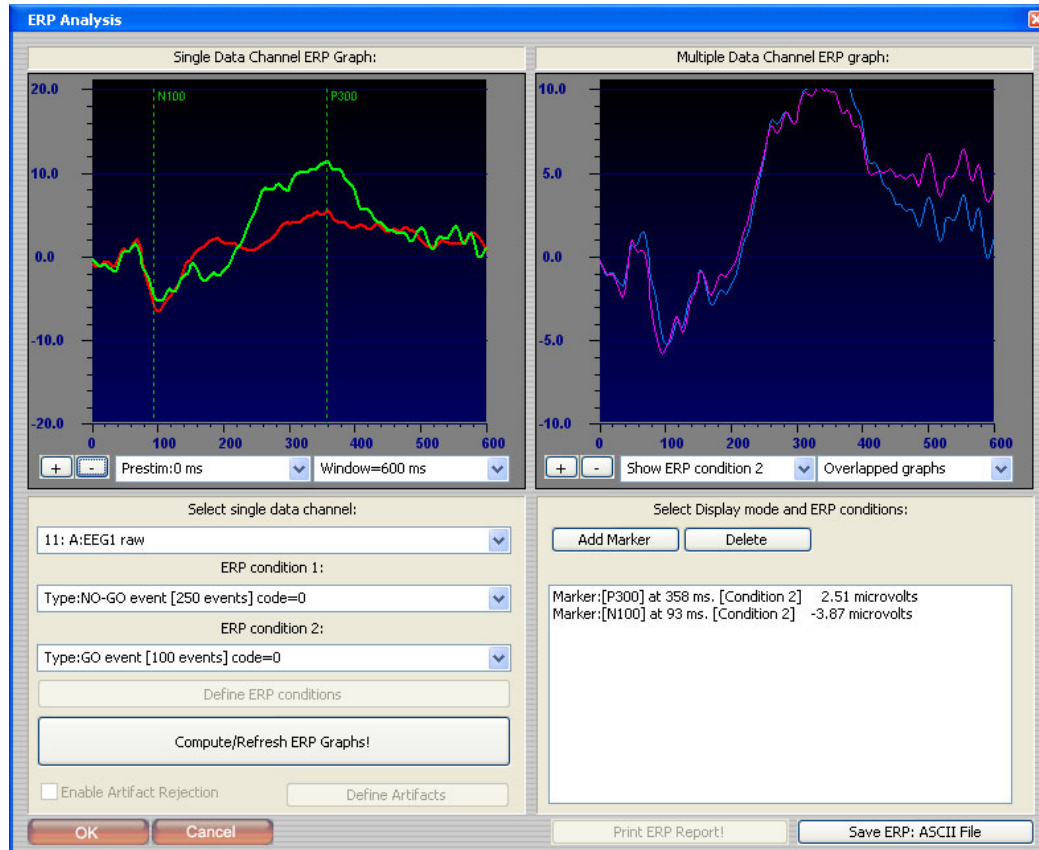 ERP Analysis
Single Data Channel ERP Graph:
20.0
10.0
0.0
-10.0
-20.0
N100
P300
0 100 200 300 400 500 600
+ - Prestim:0 ms Window=600 ms
Multiple Data Channel ERP graph:
10.0
5.0
0.0
-5.0
-10.0
0 100 200 300 400 500 600
+ - Show ERP condition 2 Overlapped graphs
Select single data channel:
11: A:EEG1 raw
ERP condition 1:
Type:NO-GO event [250 events] code=0
ERP condition 2:
Type:GO event [100 events] code=0
Define ERP conditions
Compute/Refresh ERP Graphs!
Enable Artifact Rejection Define Artifacts
OK Cancel
Select Display mode and ERP conditions:
Add Marker Delete
Marker:[P300] at 358 ms. [Condition 2] 2.51 microvolts
Marker:[N100] at 93 ms. [Condition 2] -3.87 microvolts
Print ERP Report! Save ERP: ASCII File